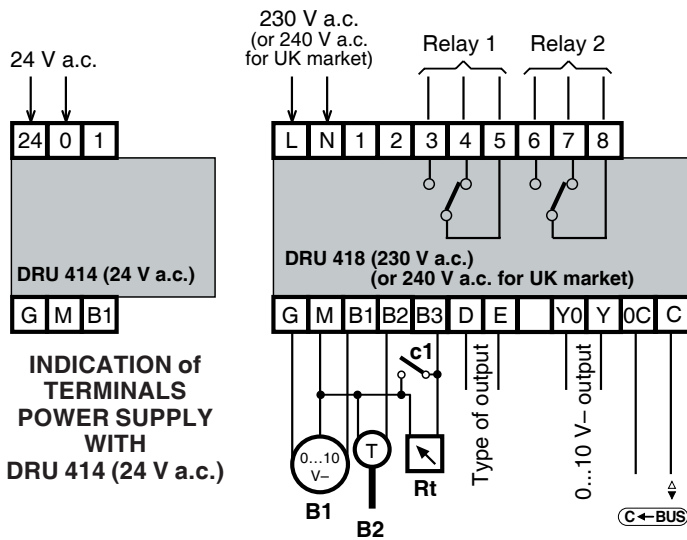 24 V a.c.
230 V a.c.
(or 240 V a.c.
for UK market)
Relay 1
Relay 2
24 0 1
L N 1 2 3 4 5 6 7 8
DRU 414 (24 V a.c.)
DRU 418 (230 V a.c.)
(or 240 V a.c. for UK market)
G M B1
G M B1 B2 B3 D E Y0 Y 0C C
INDICATION of
TERMINALS
POWER SUPPLY
WITH
DRU 414 (24 V a.c.)
c1
0...10
V–
T
Rt
B1
B2
Type of output
0...10 V– output
C←BUS